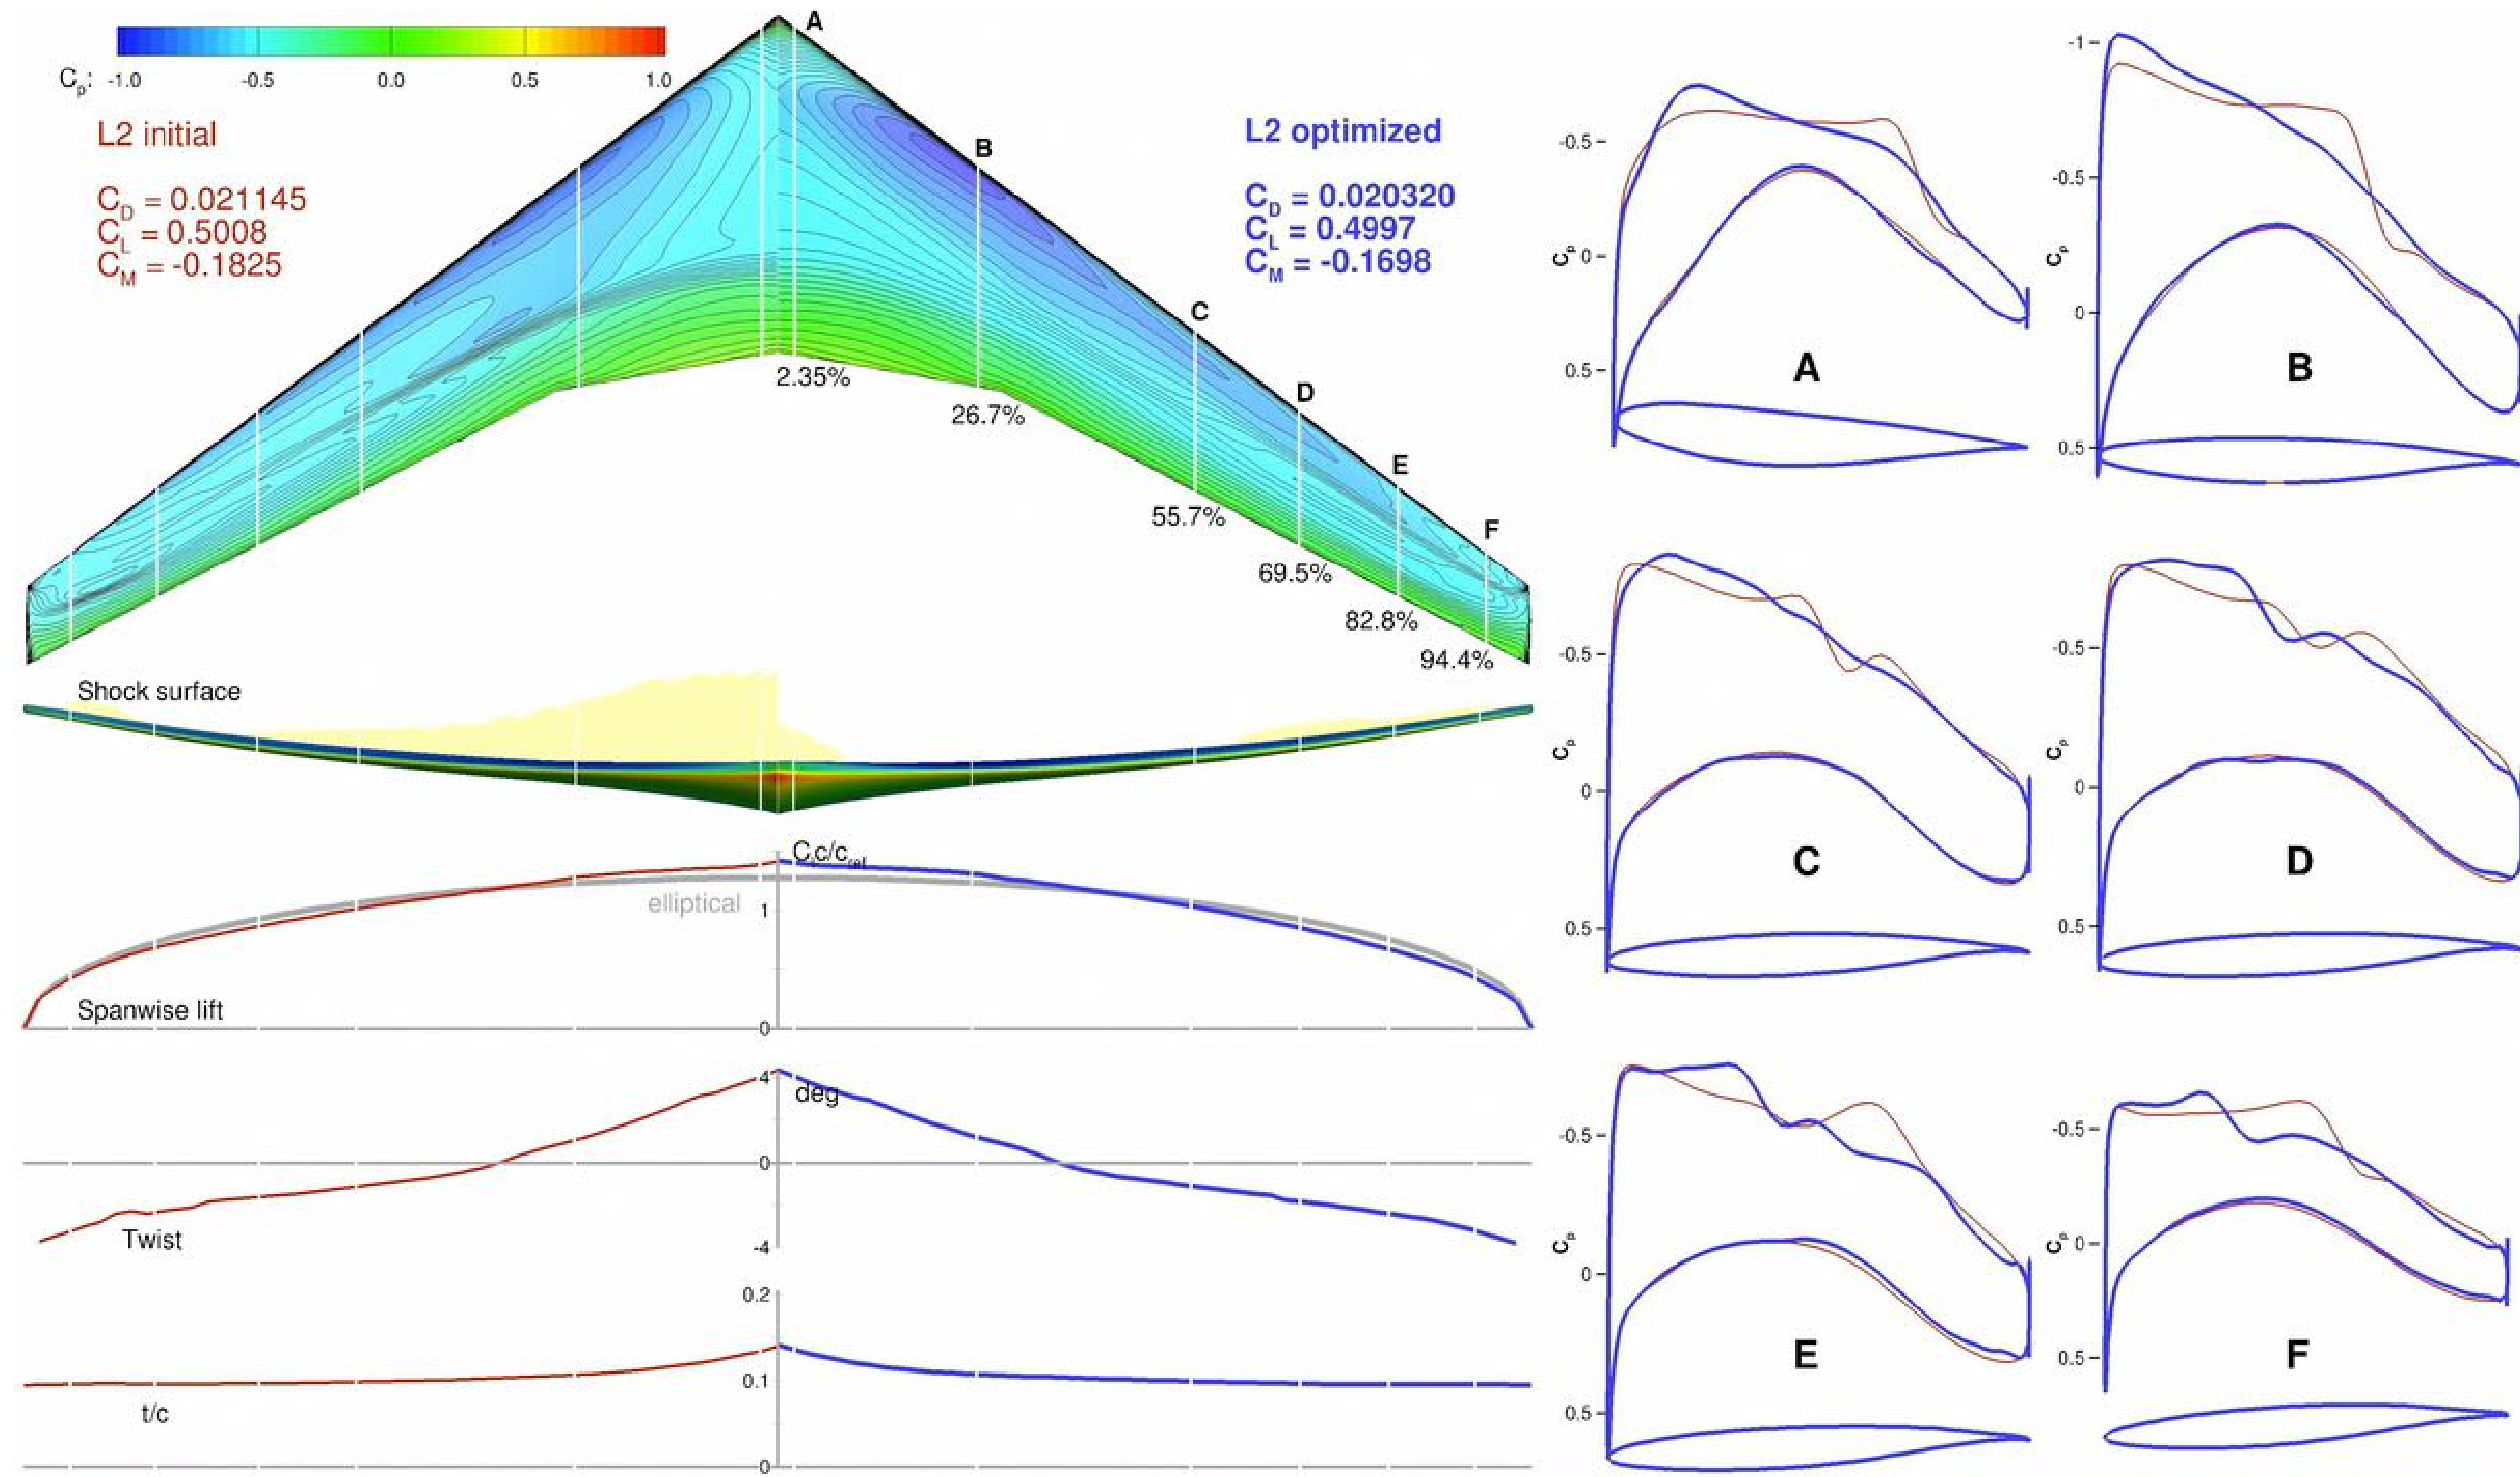 Cp: -1.0 -0.5 0.0 0.5 1.0
L2 initial
CD = 0.021145
CL = 0.5008
CM = -0.1825
L2 optimized
CD = 0.020320
CL = 0.4997
CM = -0.1698
A
B
C
D
E
F
2.35%
26.7%
55.7%
69.5%
82.8%
94.4%
Shock surface
Clc/cref
elliptical
1
0
Spanwise lift
4
deg
0
-4
Twist
0.2
0.1
0
t/c
-0.5
Cp 0
0.5
A
-1
-0.5
Cp
0
0.5
B
-0.5
Cp
0
0.5
C
-0.5
Cp
0
0.5
D
-0.5
Cp
0
0.5
E
-0.5
Cp 0
0.5
F